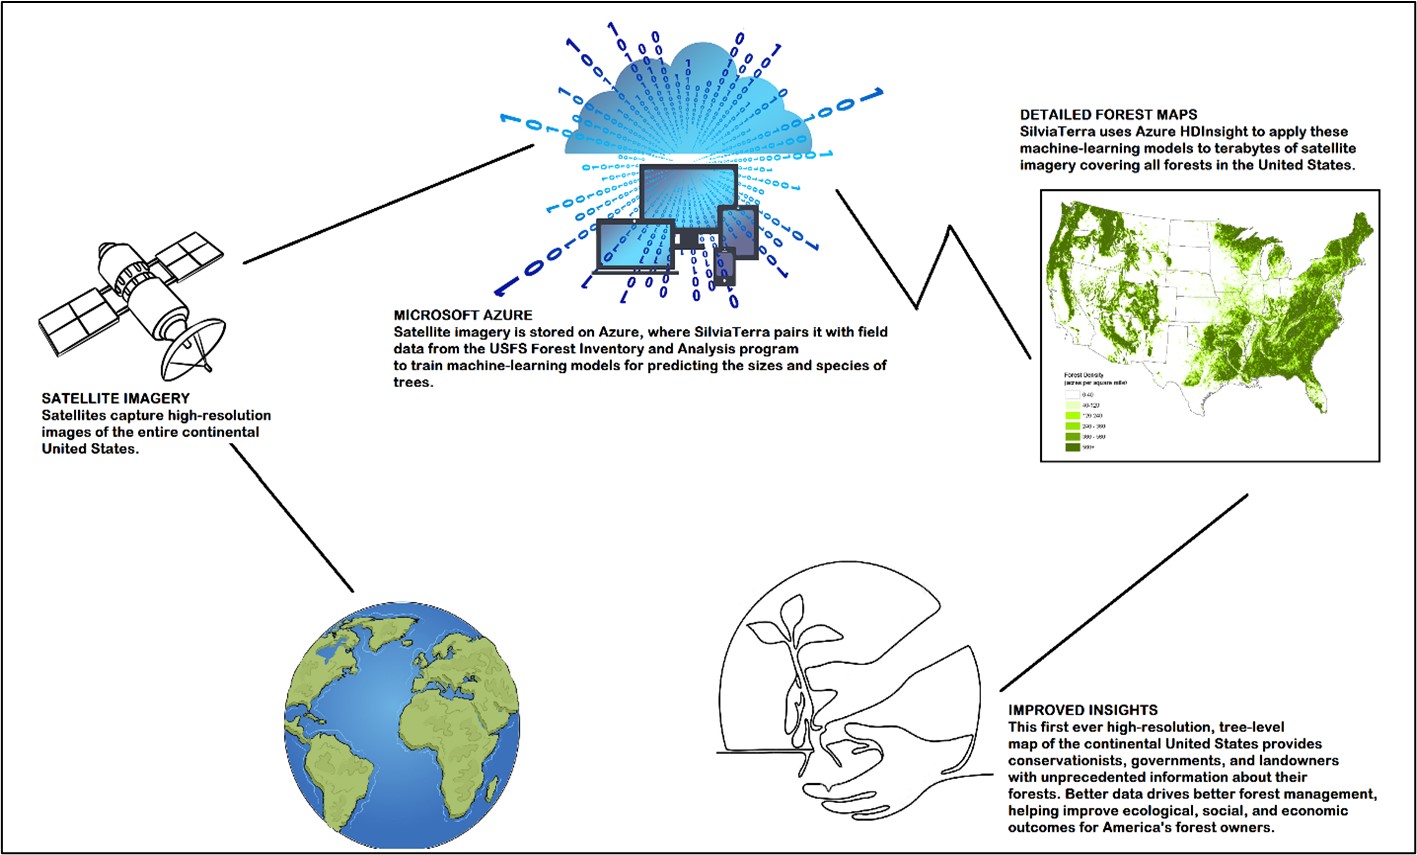 SATELLITE IMAGERY
Satellites capture high-resolution
images of the entire continental
United States.
MICROSOFT AZURE
Satellite imagery is stored on Azure, where SilviaTerra pairs it with field
data from the USFS Forest Inventory and Analysis program
to train machine-learning models for predicting the sizes and species of
trees.
DETAILED FOREST MAPS
SilviaTerra uses Azure HDInsight to apply these
machine-learning models to terabytes of satellite
imagery covering all forests in the United States.
Forest Density
(acres per square mile)
0-40
40-120
120-240
240 - 360
360 - 560
560+
IMPROVED INSIGHTS
This first ever high-resolution, tree-level
map of the continental United States provides
conservationists, governments, and landowners
with unprecedented information about their
forests. Better data drives better forest management,
helping improve ecological, social, and economic
outcomes for America's forest owners.